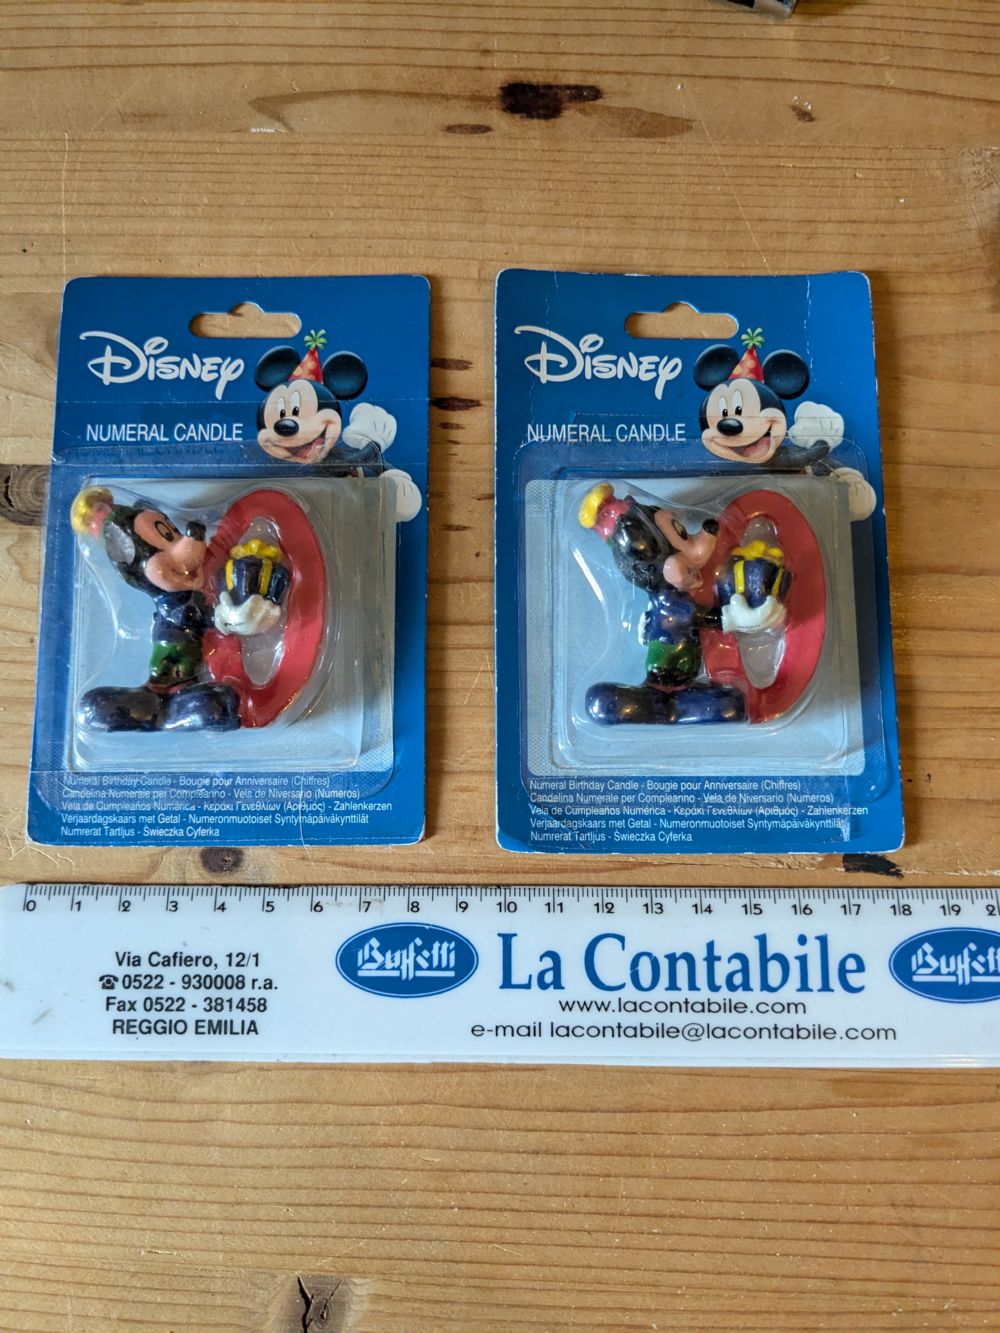 DISNEY
NUMERAL CANDLE
Numeral Birthday Candle - Bougie pour Anniversaire (Chiffres)
Candelina Numerale per Compleanno - Vela de Niversario (Numeros)
Vela de Cumpleaños Numárica - Κεράκι Γενεθλίων (Αριθμός) - Zahlenkerzen
Verjaardagskaars met Getal - Numeronmuotoiset Syntymäpäiväkynttilät
Numrerat Tartljus - Świeczka Cyferka
DISNEY
NUMERAL CANDLE
Numeral Birthday Candle - Bougie pour Anniversaire (Chiffres)
Candelina Numerale per Compleanno - Vela de Niversario (Numeros)
Vela de Cumpleaños Numérica - Κεράκι Γενεθλίων (Αριθμός) - Zahlenkerzen
Verjaardagskaars met Getal - Numeronmuotoiset Syntymäpäiväkynttilät
Numrerat Tartljus - Świeczka Cyferka
0 1 2 3 4 5 6 7 8 9 10 11 12 13 14 15 16 17 18 19
Via Cafiero, 12/1
☎0522 - 930008 r.a.
Fax 0522 - 381458
REGGIO EMILIA
Buffetti
La Contabile
www.lacontabile.com
e-mail lacontabile@lacontabile.com